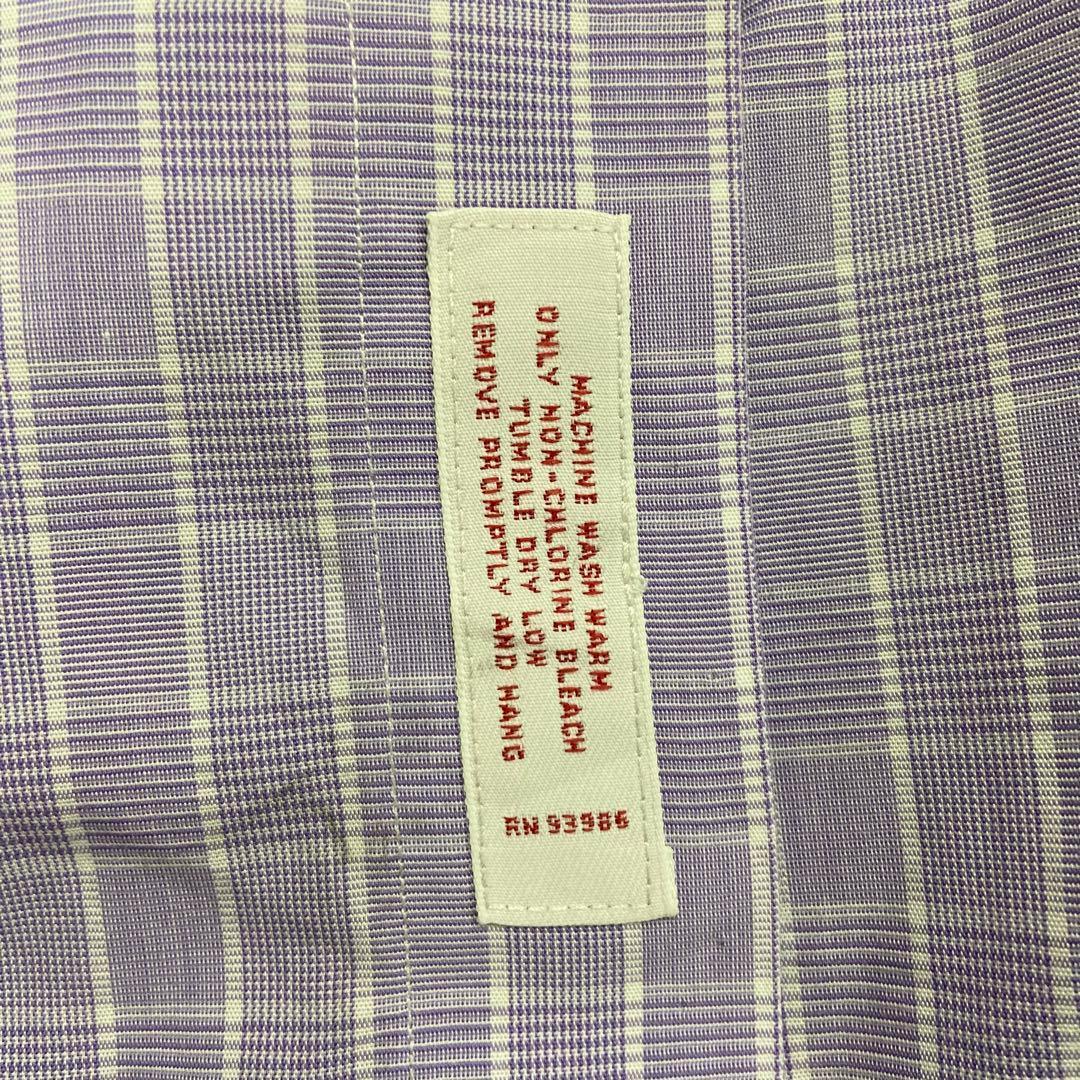 MACHINE WASH WARM
ONLY NON-CHLORINE BLEACH
TUMBLE DRY LOW
REMOVE PROMPTLY AND HANG
RN 93986